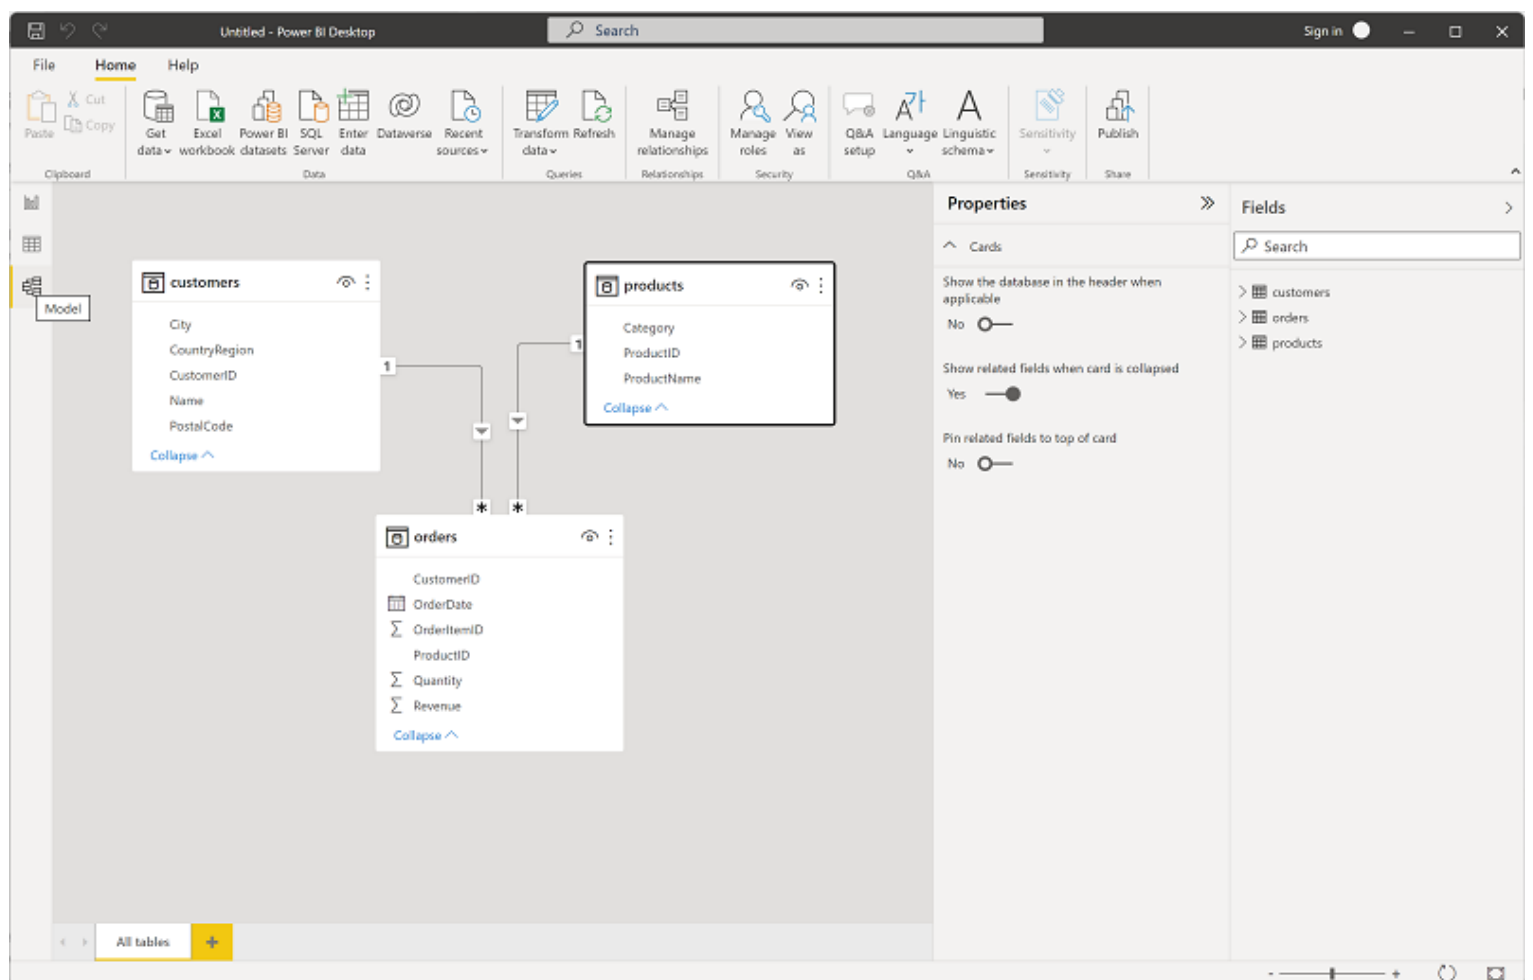 Untitled - Power BI Desktop
Search
Sign in
File Home Help
Paste
Cut
Copy
Clipboard
Get data
Excel workbook
Power BI datasets
SQL Server
Enter data
Dataverse
Recent sources
Data
Transform data
Refresh
Queries
Manage relationships
Relationships
Manage roles
View as
Security
Q&A setup
Language
Linguistic schema
Q&A
Sensitivity
Sensitivity
Publish
Share
Model
customers
City
CountryRegion
CustomerID
Name
PostalCode
Collapse
1
products
Category
ProductID
ProductName
Collapse
1
*
*
orders
CustomerID
OrderDate
OrderItemID
ProductID
Quantity
Revenue
Collapse
Properties
Cards
Show the database in the header when
applicable
No
Show related fields when card is collapsed
Yes
Pin related fields to top of card
No
Fields
Search
customers
orders
products
All tables
+
- +